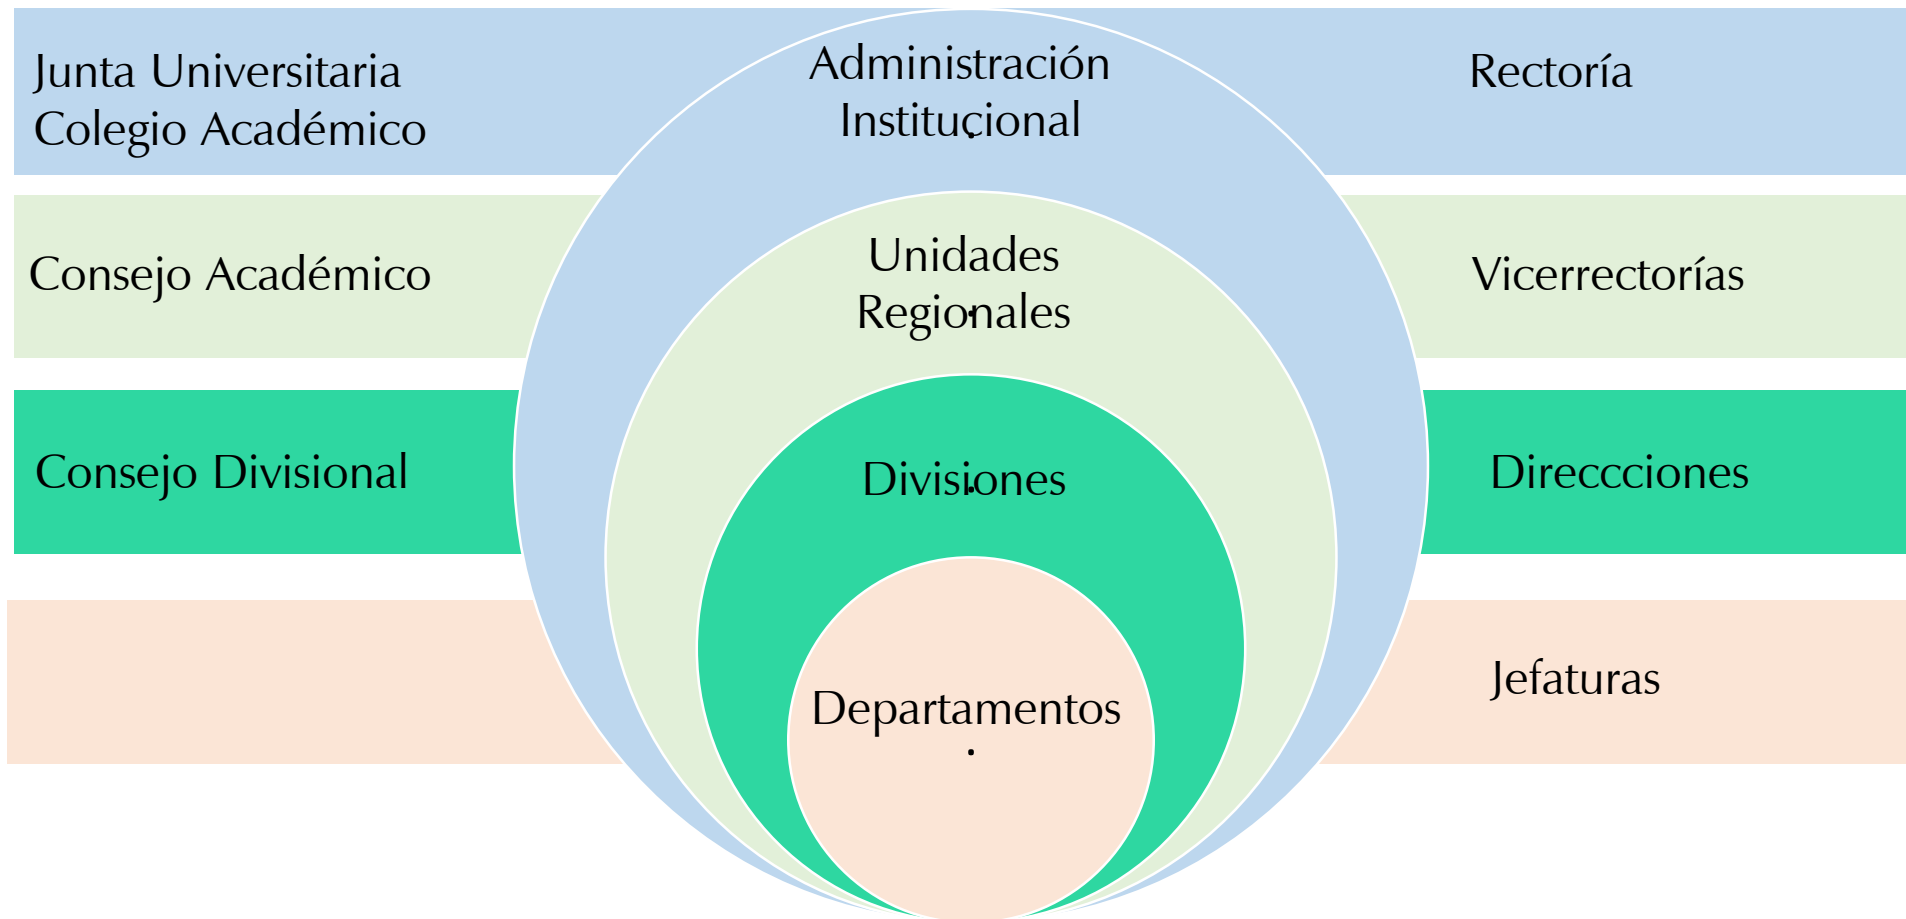 Junta Universitaria
Colegio Académico
Administración
Institucional
Rectoría
Consejo Académico
Unidades
Regionales
Vicerrectorías
Consejo Divisional
Divisiones
Direccciones
Departamentos
Jefaturas